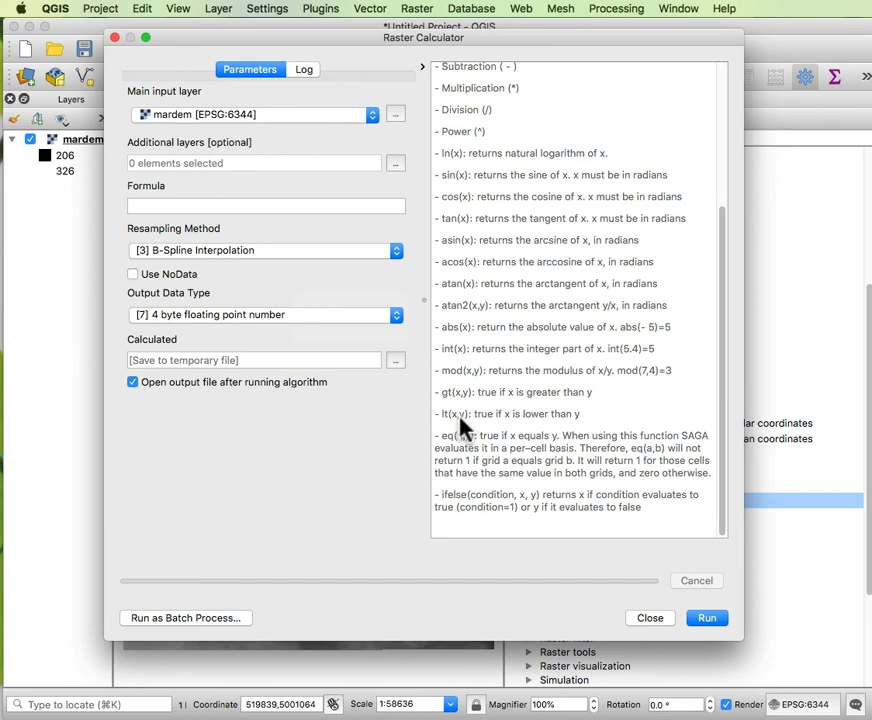 QGIS Project Edit View Layer Settings Plugins Vector Raster Database Web Mesh Processing Window Help
*Untitled Project - QGIS
Raster Calculator
Layers
mardem
206
326
Parameters Log
Main input layer
mardem [EPSG:6344]
...
Additional layers [optional]
0 elements selected
...
Formula
Resampling Method
[3] B-Spline Interpolation
Use NoData
Output Data Type
[7] 4 byte floating point number
Calculated
[Save to temporary file]
...
Open output file after running algorithm
- Subtraction ( - )
- Multiplication (*)
- Division (/)
- Power (^)
- ln(x): returns natural logarithm of x.
- sin(x): returns the sine of x. x must be in radians
- cos(x): returns the cosine of x. x must be in radians
- tan(x): returns the tangent of x. x must be in radians
- asin(x): returns the arcsine of x, in radians
- acos(x): returns the arccosine of x, in radians
- atan(x): returns the arctangent of x, in radians
- atan2(x,y): returns the arctangent y/x, in radians
- abs(x): return the absolute value of x. abs(- 5)=5
- int(x): returns the integer part of x. int(5.4)=5
- mod(x,y): returns the modulus of x/y. mod(7,4)=3
- gt(x,y): true if x is greater than y
- lt(x,y): true if x is lower than y
- eq( true if x equals y. When using this function SAGA
evaluates it in a per-cell basis. Therefore, eq(a,b) will not
return 1 if grid a equals grid b. It will return 1 for those cells
that have the same value in both grids, and zero otherwise.
- ifelse(condition, x, y) returns x if condition evaluates to
true (condition=1) or y if it evaluates to false
lar coordinates
an coordinates
Cancel
Run as Batch Process... Close Run
Raster tools
Raster visualization
Simulation
Type to locate (⌘K) Coordinate 519839,5001064 Scale 1:58636 Magnifier 100% Rotation 0.0 ° Render EPSG:6344